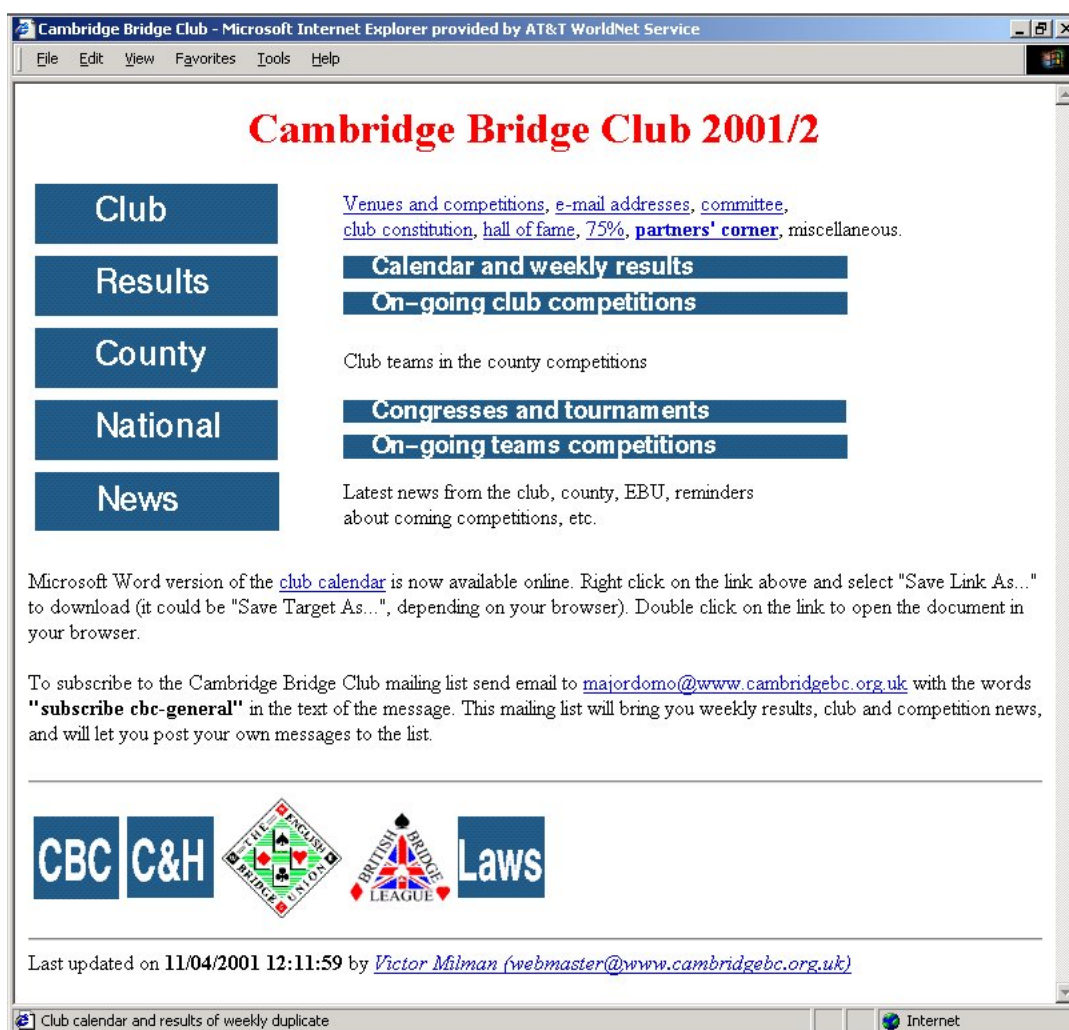 Cambridge Bridge Club - Microsoft Internet Explorer provided by AT&T WorldNet Service
File Edit View Favorites Tools Help
Cambridge Bridge Club 2001/2
Club
Venues and competitions, e-mail addresses, committee,
club constitution, hall of fame, 75%, partners' corner, miscellaneous.
Results
Calendar and weekly results
On-going club competitions
County
Club teams in the county competitions
National
Congresses and tournaments
On-going teams competitions
News
Latest news from the club, county, EBU, reminders
about coming competitions, etc.
Microsoft Word version of the club calendar is now available online. Right click on the link above and select "Save Link As..."
to download (it could be "Save Target As...", depending on your browser). Double click on the link to open the document in
your browser.
To subscribe to the Cambridge Bridge Club mailing list send email to majordomo@www.cambridgebc.org.uk with the words
"subscribe cbc-general" in the text of the message. This mailing list will bring you weekly results, club and competition news,
and will let you post your own messages to the list.
CBC C&H THE ENGLISH BRIDGE UNION BRITISH BRIDGE LEAGUE Laws
Last updated on 11/04/2001 12:11:59 by Victor Milman (webmaster@www.cambridgebc.org.uk)
Club calendar and results of weekly duplicate Internet